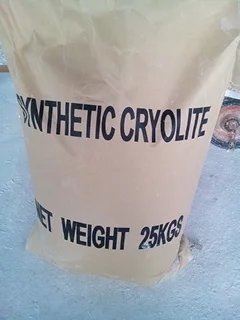 SYNTHETIC CRYOLITE
NET WEIGHT 25KGS